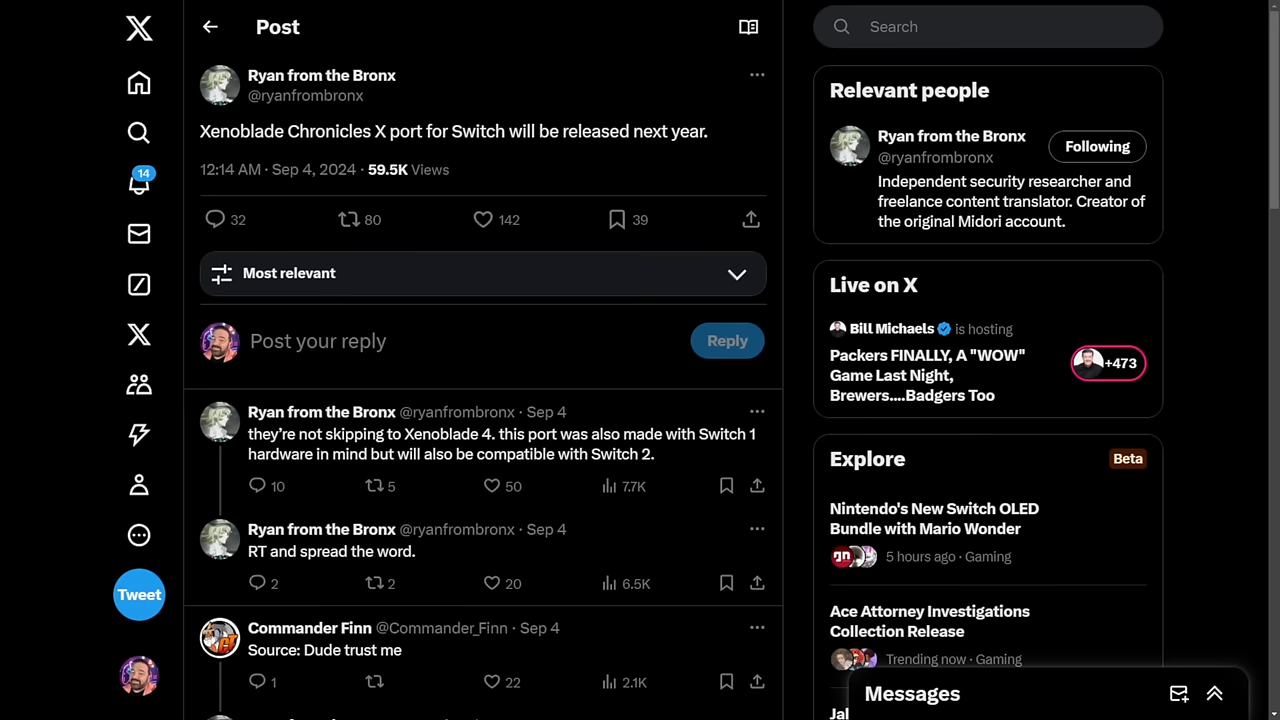 Post
Ryan from the Bronx
@ryanfrombronx
Xenoblade Chronicles X port for Switch will be released next year.
12:14 AM · Sep 4, 2024 · 59.5K Views
32
80
142
39
Most relevant
Post your reply
Reply
Ryan from the Bronx @ryanfrombronx · Sep 4
they're not skipping to Xenoblade 4. this port was also made with Switch 1
hardware in mind but will also be compatible with Switch 2.
10
5
50
7.7K
Ryan from the Bronx @ryanfrombronx · Sep 4
RT and spread the word.
2
2
20
6.5K
Commander Finn @Commander_Finn · Sep 4
Source: Dude trust me
1
22
2.1K
14
Tweet
Search
Relevant people
Ryan from the Bronx
@ryanfrombronx
Following
Independent security researcher and
freelance content translator. Creator of
the original Midori account.
Live on X
Bill Michaels is hosting
Packers FINALLY, A "WOW"
Game Last Night,
Brewers....Badgers Too
+473
Explore
Beta
Nintendo's New Switch OLED
Bundle with Mario Wonder
5 hours ago · Gaming
Ace Attorney Investigations
Collection Release
Trending now · Gaming
Messages